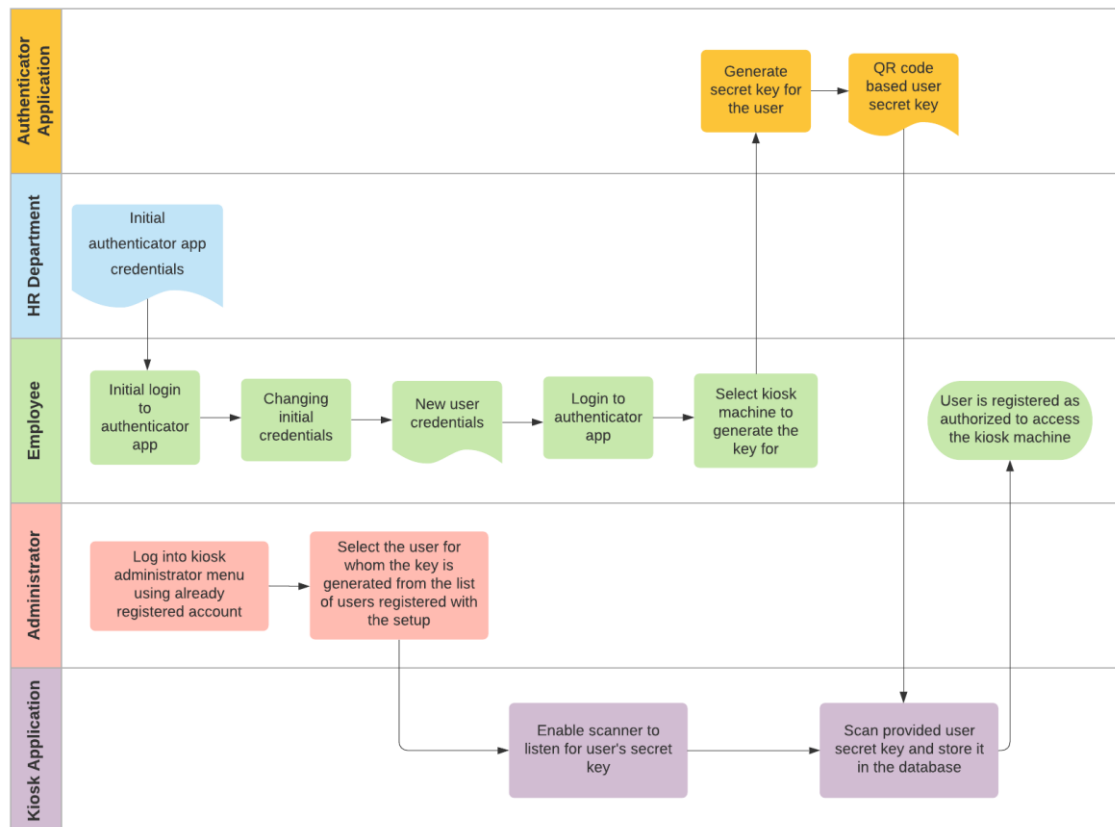 Authenticator
Application
Generate
secret key for
the user
QR code
based user
secret key
HR Department
Initial
authenticator app
credentials
Employee
Initial login
to
authenticator
app
Changing
initial
credentials
New user
credentials
Login to
authenticator
app
Select kiosk
machine to
generate the
key for
User is registered as
authorized to access
the kiosk machine
Administrator
Log into kiosk
administrator menu
using already
registered account
Select the user for
whom the key is
generated from the list
of users registered with
the setup
Kiosk Application
Enable scanner to
listen for user's secret
key
Scan provided user
secret key and store it
in the database